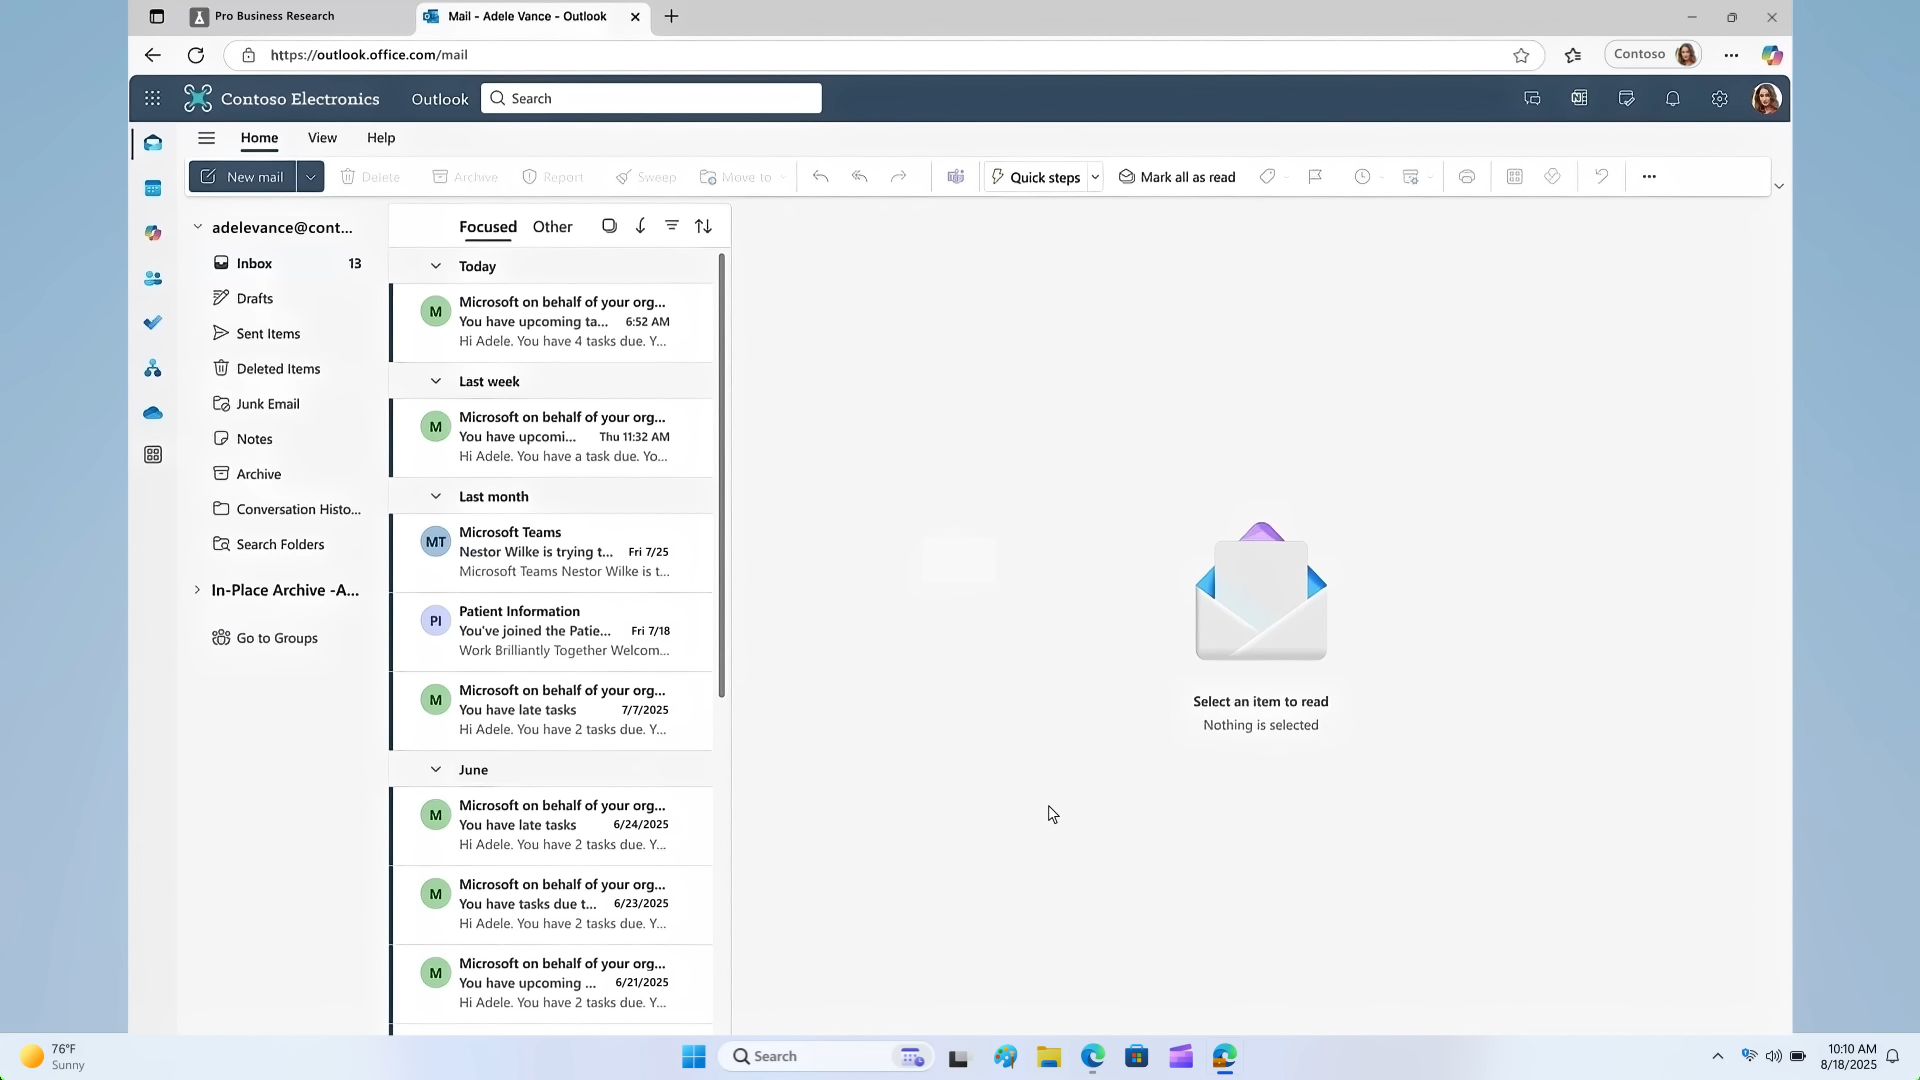 Pro Business Research
Mail - Adele Vance - Outlook
https://outlook.office.com/mail
Contoso
Contoso Electronics
Outlook
Search
Home
View
Help
New mail
Delete
Archive
Report
Sweep
Move to
Quick steps
Mark all as read
adelevance@cont...
Inbox 13
Drafts
Sent Items
Deleted Items
Junk Email
Notes
Archive
Conversation Histo...
Search Folders
In-Place Archive -A...
Go to Groups
Focused Other
Today
M
Microsoft on behalf of your org...
You have upcoming ta... 6:52 AM
Hi Adele. You have 4 tasks due. Y...
Last week
M
Microsoft on behalf of your org...
You have upcomi... Thu 11:32 AM
Hi Adele. You have a task due. Yo...
Last month
MT
Microsoft Teams
Nestor Wilke is trying t... Fri 7/25
Microsoft Teams Nestor Wilke is t...
PI
Patient Information
You've joined the Patie... Fri 7/18
Work Brilliantly Together Welcom...
M
Microsoft on behalf of your org...
You have late tasks 7/7/2025
Hi Adele. You have 2 tasks due. Y...
June
M
Microsoft on behalf of your org...
You have late tasks 6/24/2025
Hi Adele. You have 2 tasks due. Y...
M
Microsoft on behalf of your org...
You have tasks due t... 6/23/2025
Hi Adele. You have 2 tasks due. Y...
M
Microsoft on behalf of your org...
You have upcoming ... 6/21/2025
Hi Adele. You have 2 tasks due. Y...
Select an item to read
Nothing is selected
76°F
Sunny
Search
10:10 AM
8/18/2025